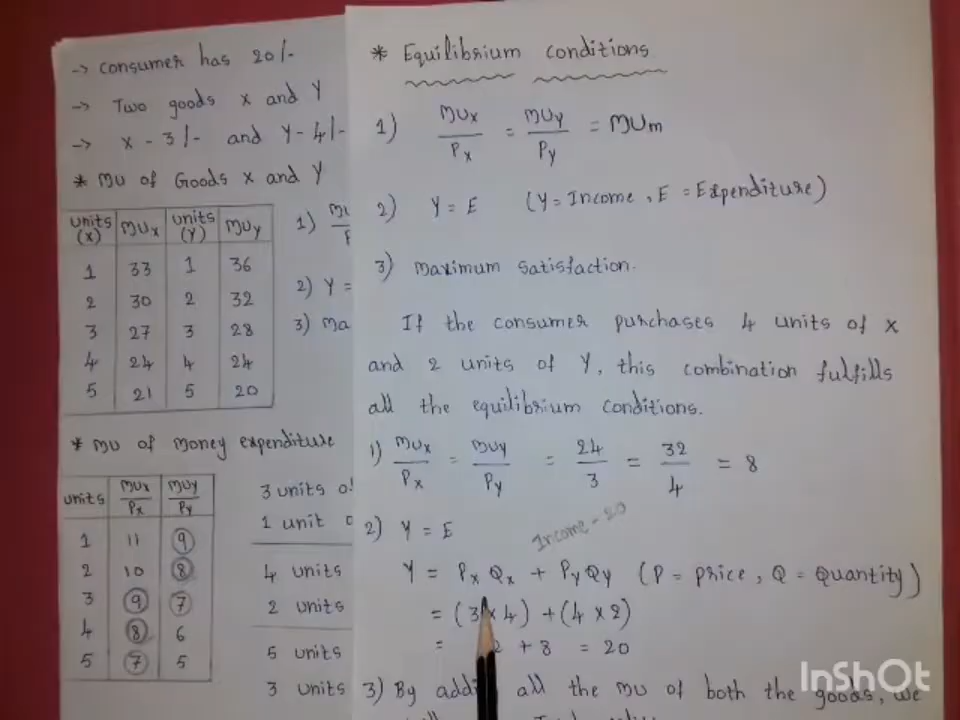 -> Consumer has 20/-
-> Two goods X and Y
-> X - 3/- and Y - 4/-
* MU of Goods X and Y
units (X) MUx units (Y) MUy
1 33 1 36
2 30 2 32
3 27 3 28
4 24 4 24
5 21 5 20
1)
2) Y =
3) Ma
* MU of Money expenditure
units MUx/Px MUy/Py
1 11 9
2 10 8
3 9 7
4 8 6
5 7 5
3 units
1 unit
4 units
2 units
5 units
3 units
* Equilibrium conditions
1) MUx/Px = MUy/Py = MUm
2) Y = E (Y = Income, E = Expenditure)
3) Maximum satisfaction.
If the consumer purchases 4 units of X
and 2 units of Y, this combination fulfills
all the equilibrium conditions.
1) MUx/Px = MUy/Py = 24/3 = 32/4 = 8
2) Y = E
Income - 20
Y = PxQx + PyQy (P = price, Q = Quantity)
= (3×4) + (4×2)
= 2 + 8 = 20
3) By all the MU of both the goods, we
InShOt